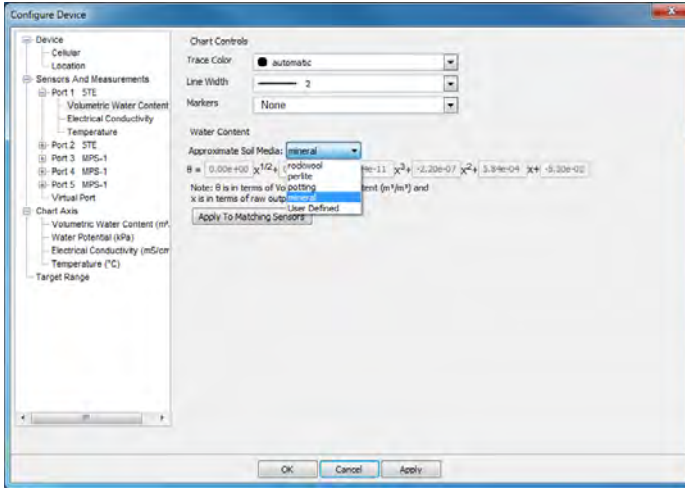 Configure Device
Device
Cellular
Location
Sensors And Measurements
Port 1 5TE
Volumetric Water Content
Electrical Conductivity
Temperature
Port 2 5TE
Port 3 MPS-1
Port 4 MPS-1
Port 5 MPS-1
Virtual Port
Chart Axis
Volumetric Water Content (m³.
Water Potential (kPa)
Electrical Conductivity (mS/cm
Temperature (°C)
Target Range
Chart Controls
Trace Color automatic
Line Width 2
Markers None
Water Content
Approximate Soil Media: mineral
rockwool
perlite
potting
mineral
User Defined
θ = 0.00e+00 X1/2+ e-11 X3+ -2.20e-07 X2+ 5.84e-04 X+ -5.30e-02
Note: θ is in terms of Vo tent (m³/m³) and
x is in terms of raw outp
Apply To Matching Sensors
OK Cancel Apply